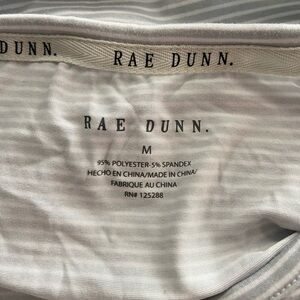 DUNN. RAE DUNN.
RAE DUNN.
M
95% POLYESTER-5% SPANDEX
HECHO EN CHINA/MADE IN CHINA/
FABRIQUE AU CHINA
RN# 125288